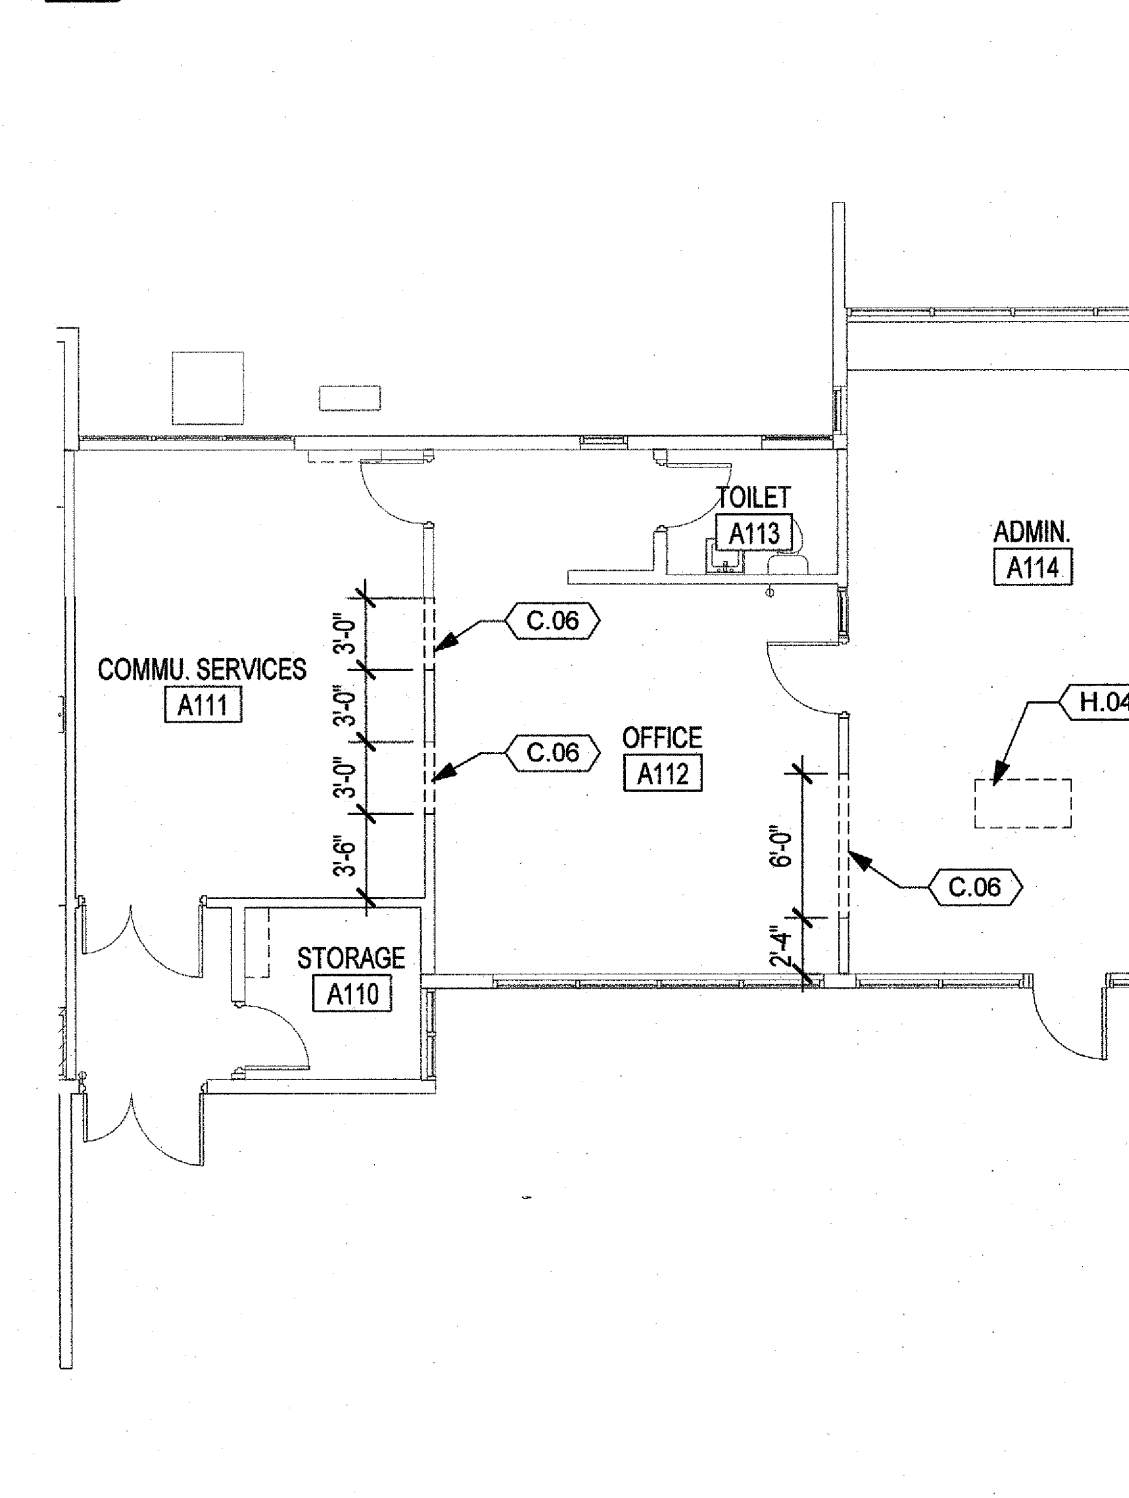 TOILET
A113
ADMIN.
A114
C.06
3'-0"
COMMU. SERVICES
A111
3'-0"
H.04
C.06
OFFICE
A112
3'-0"
6'-0"
3'-6"
C.06
2'-4"
STORAGE
A110